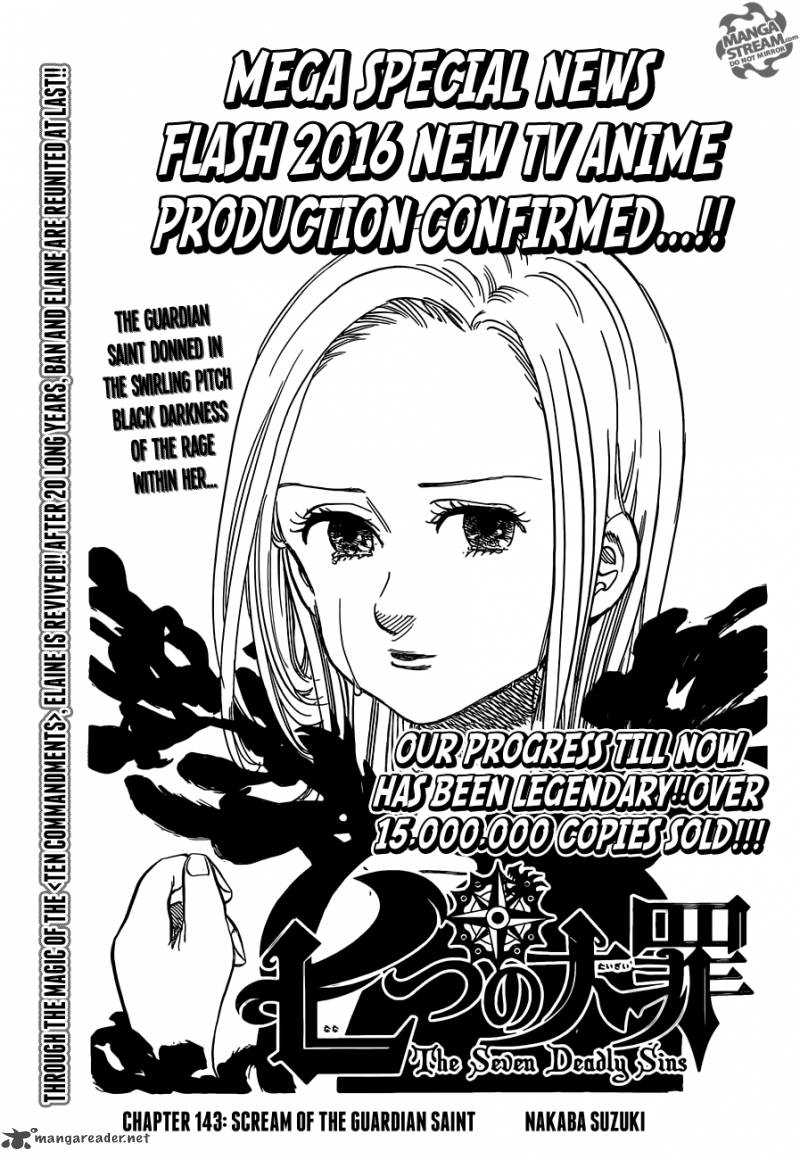 MANGA
STREAM.com
DO NOT MIRROR
MEGA SPECIAL NEWS
FLASH 2016 NEW TV ANIME
PRODUCTION CONFIRMED...!!
THROUGH THE MAGIC OF THE <TEN COMMANDMENTS>, ELAINE IS REVIVED!! AFTER 20 LONG YEARS, BAN AND ELAINE ARE REUNITED AT LAST!!
THE GUARDIAN
SAINT DONNED IN
THE SWIRLING PITCH
BLACK DARKNESS
OF THE RAGE
WITHIN HER...
OUR PROGRESS TILL NOW
HAS BEEN LEGENDARY!!OVER
15.000.000 COPIES SOLD!!!
七つの大罪
たいざい
The Seven Deadly Sins
CHAPTER 143: SCREAM OF THE GUARDIAN SAINT NAKABA SUZUKI
mangareader.net